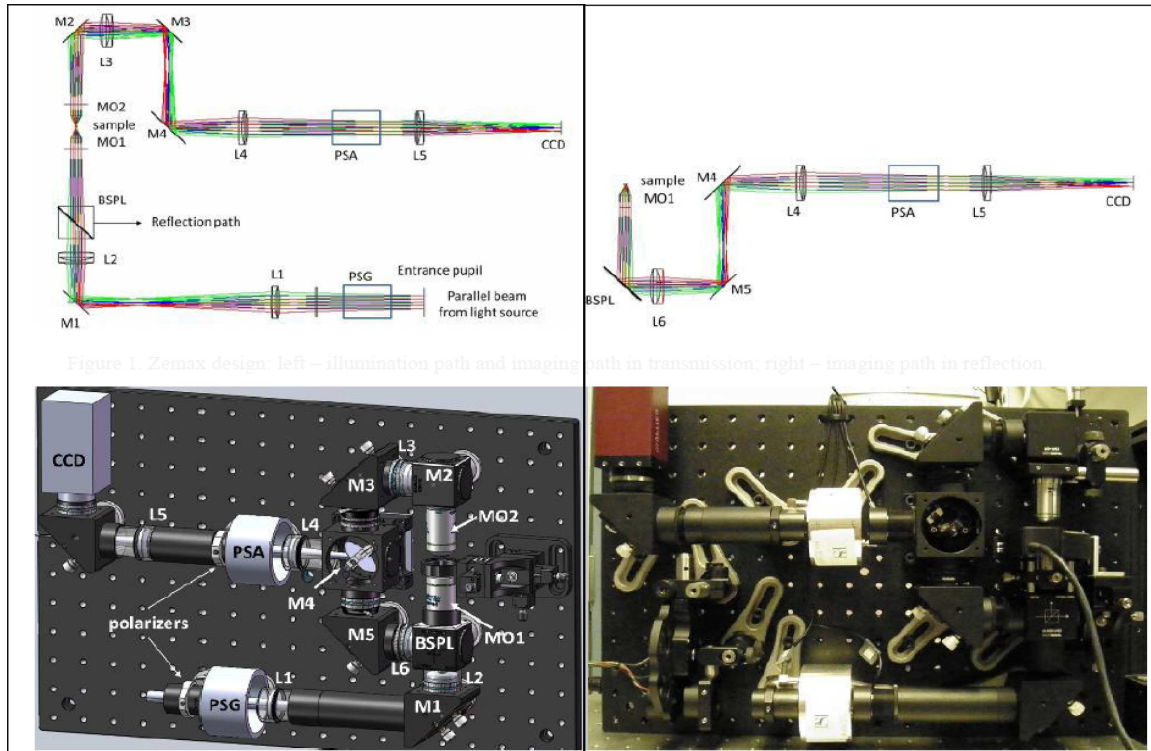 M2
M3
L3
MO2
sample
MO1
M4
L4
PSA
L5
CCD
BSPL
Reflection path
L2
L1
PSG
Entrance pupil
Parallel beam
from light source
M1
sample
MO1
M4
L4
PSA
L5
CCD
BSPL
L6
M5
Figure 1. Zemax design: left – illumination path and imaging path in transmission; right – imaging path in reflection.
CCD
L3
M3
M2
L5
MO2
PSA
L4
M4
polarizers
M5
MO1
BSPL
L6
L2
PSG
L1
M1